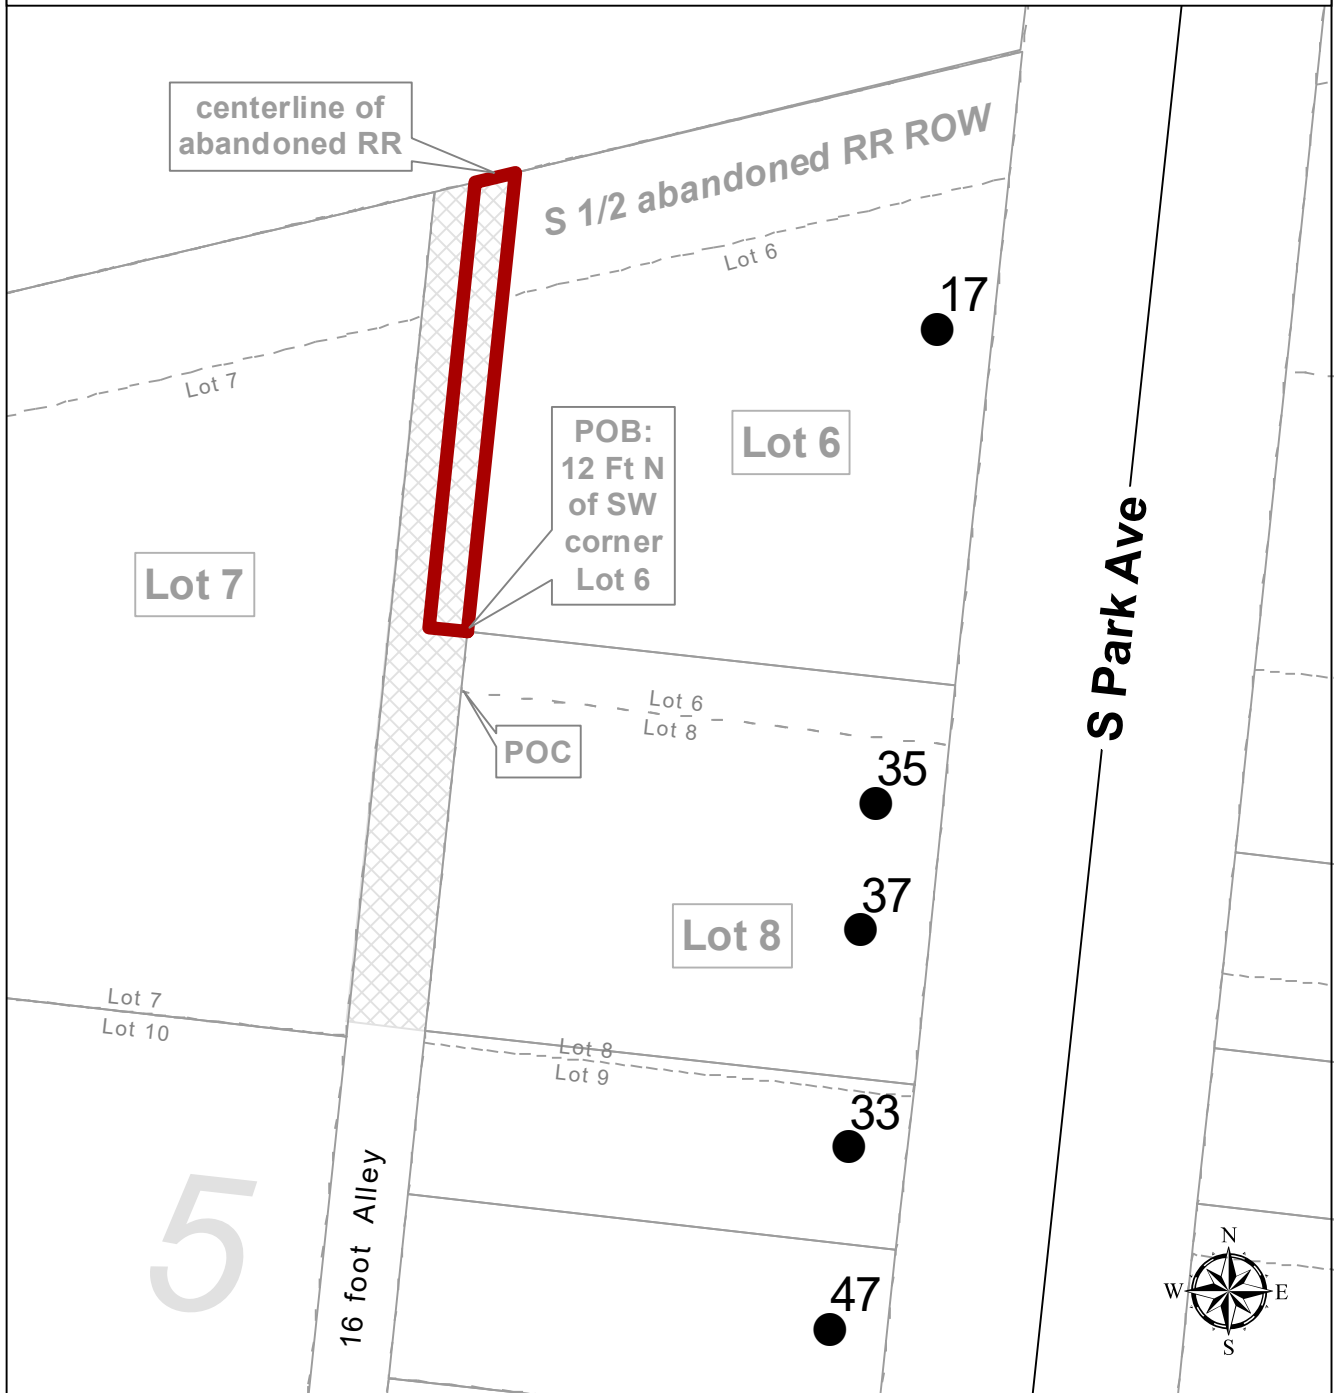 centerline of
abandoned RR
S 1/2 abandoned RR ROW
Lot 6
17
Lot 7
POB:
12 Ft N
of SW
corner
Lot 6
Lot 6
Lot 7
S Park Ave
Lot 6
Lot 8
POC
35
37
Lot 8
Lot 7
Lot 10
Lot 8
Lot 9
33
16 foot Alley
5
47
N
W
E
S